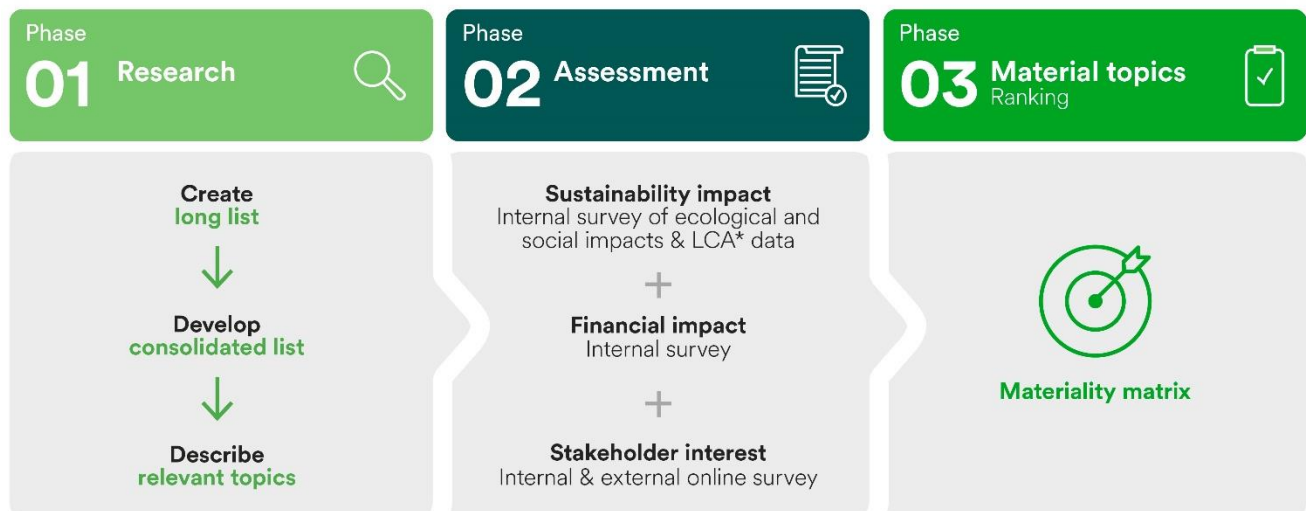 Phase
01 Research
Phase
02 Assessment
Phase
03 Material topics
Ranking
Create
long list
Develop
consolidated list
Describe
relevant topics
Sustainability impact
Internal survey of ecological and
social impacts & LCA* data
+
Financial impact
Internal survey
+
Stakeholder interest
Internal & external online survey
Materiality matrix